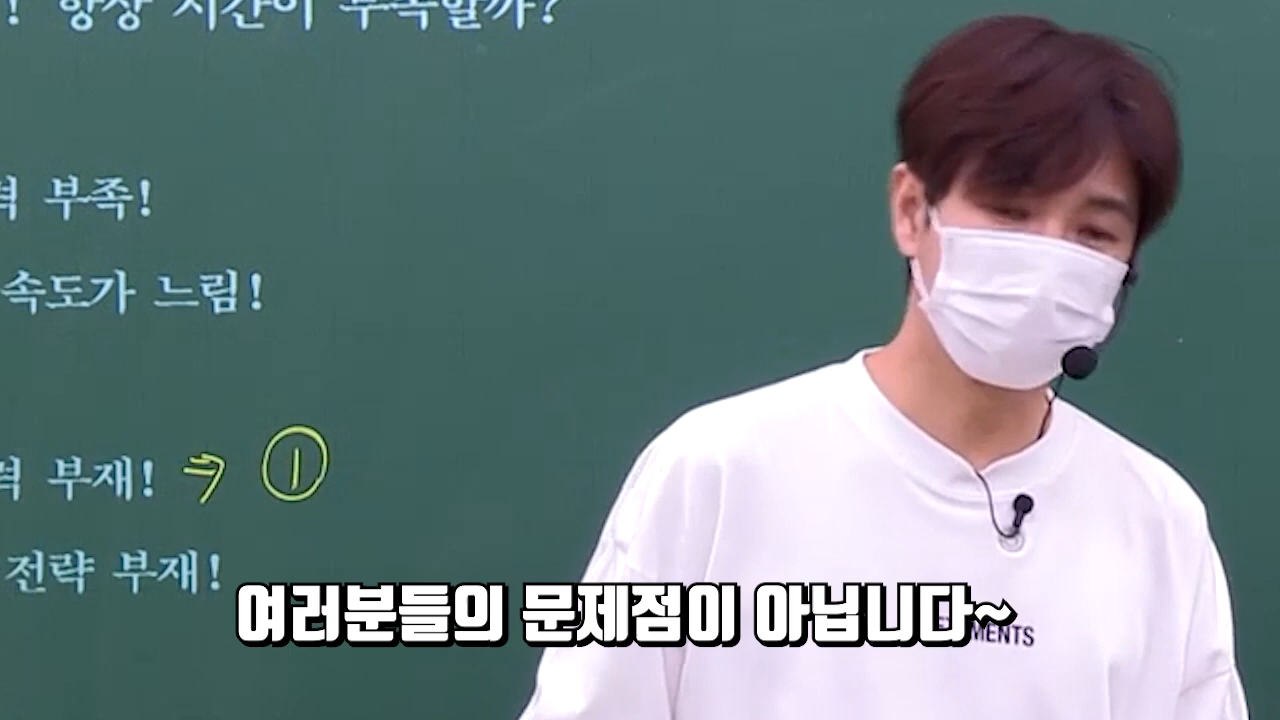 ! 항상 시간이 부족할까?
부족!
속도가 느림!
부재! ⇒ ①
전략 부재!
여러분들의 문제점이 아닙니다~